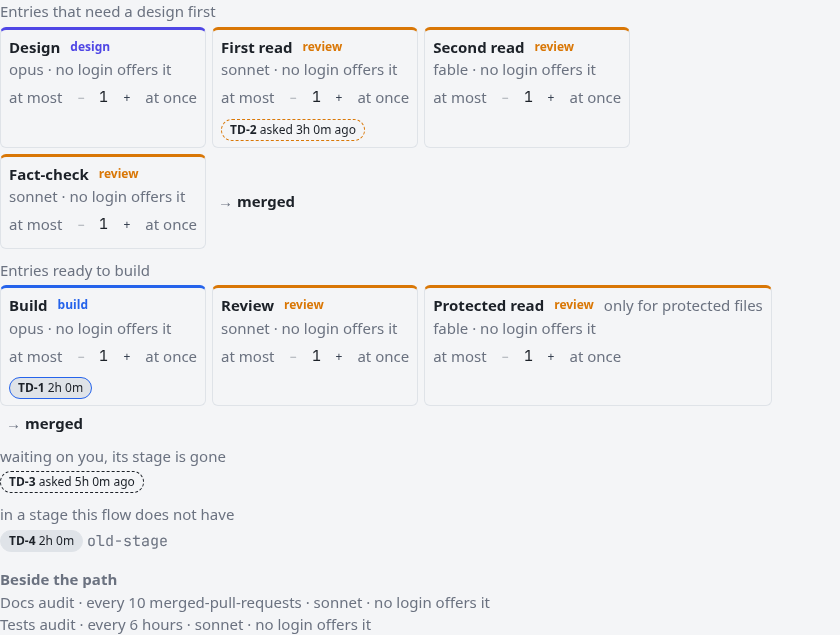 Entries that need a design first
Design design
opus · no login offers it
at most − 1 + at once
First read review
sonnet · no login offers it
at most − 1 + at once
TD-2 asked 3h 0m ago
Second read review
fable · no login offers it
at most − 1 + at once
Fact-check review
sonnet · no login offers it
at most − 1 + at once
→ merged
Entries ready to build
Build build
opus · no login offers it
at most − 1 + at once
TD-1 2h 0m
Review review
sonnet · no login offers it
at most − 1 + at once
Protected read review only for protected files
fable · no login offers it
at most − 1 + at once
→ merged
waiting on you, its stage is gone
TD-3 asked 5h 0m ago
in a stage this flow does not have
TD-4 2h 0m old-stage
Beside the path
Docs audit · every 10 merged-pull-requests · sonnet · no login offers it
Tests audit · every 6 hours · sonnet · no login offers it